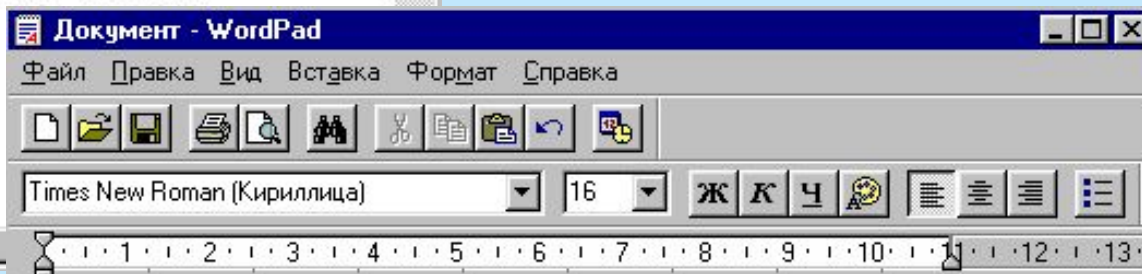 Документ - WordPad
Файл Правка Вид Вставка Формат Справка
12
Times New Roman (Кириллица) 16 Ж К Ч А
1 2 3 4 5 6 7 8 9 10 11 12 13